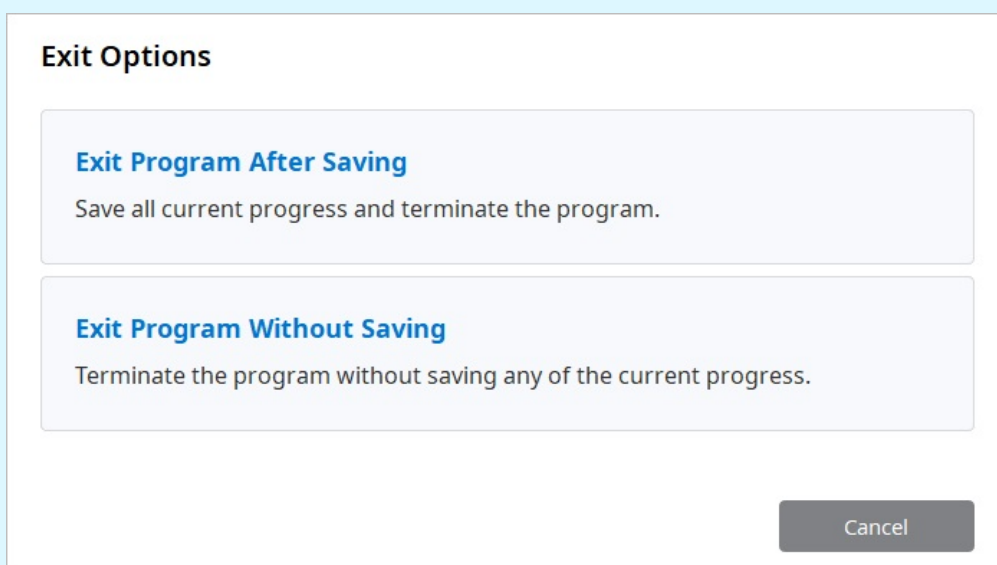 Exit Options
Exit Program After Saving
Save all current progress and terminate the program.
Exit Program Without Saving
Terminate the program without saving any of the current progress.
Cancel